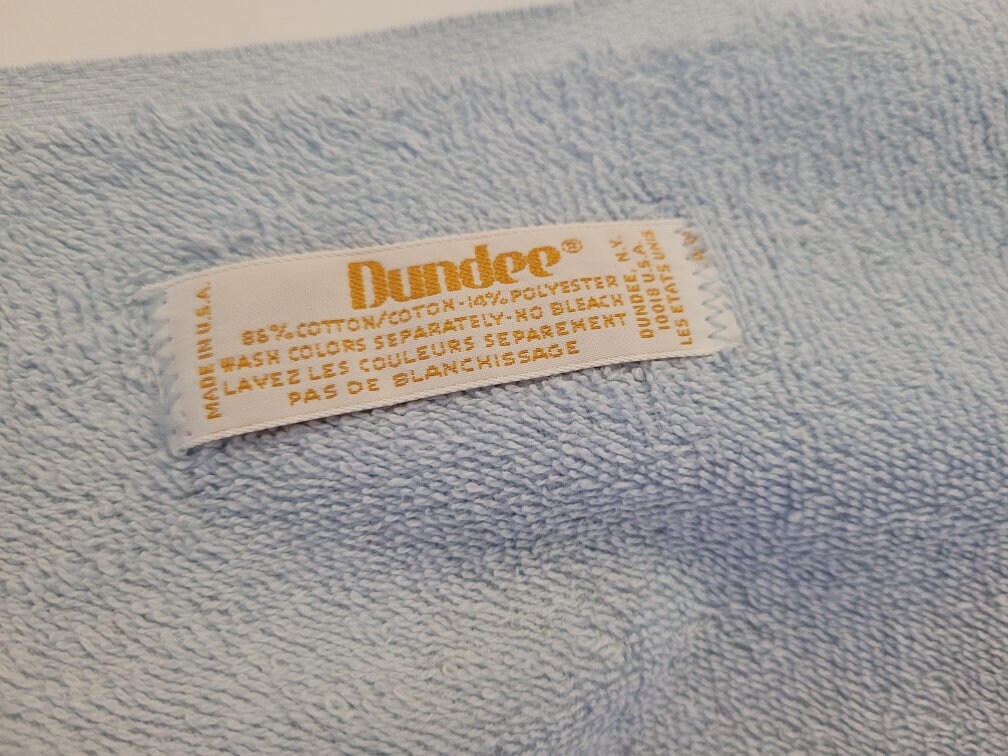 MADE IN U.S.A.
Dundee®
86% COTTON/COTON-14% POLYESTER
WASH COLORS SEPARATELY-NO BLEACH
LAVEZ LES COULEURS SEPAREMENT
PAS DE BLANCHISSAGE
DUNDEE, N.Y.
10018 U.S.A.
LES ETATS UNIS